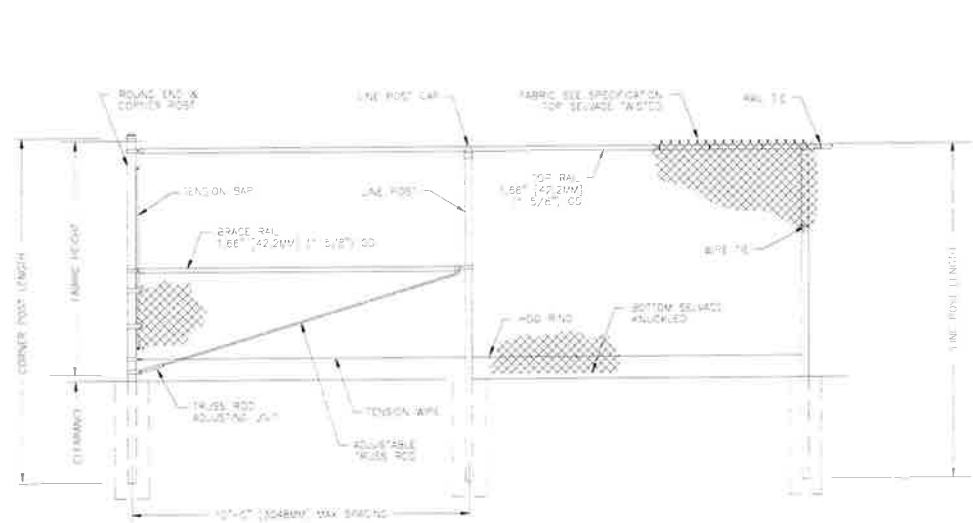 ROUND END &
CORNER POST
LINE POST CAP
FABRIC SEE SPECIFICATION
TOP SELVAGE TWISTED
RAIL TIE
TENSION BAR
LINE POST
TOP RAIL
1.66" [42.2MM]
(1 5/8") OD
BRACE RAIL
1.66" [42.2MM] (1 5/8") OD
WIRE TIE
CORNER POST LENGTH
FABRIC HEIGHT
LINE POST LENGTH
HOG RING
BOTTOM SELVAGE
KNUCKLED
TRUSS ROD
ADJUSTING UNIT
TENSION WIRE
ADJUSTABLE
TRUSS ROD
CLEARANCE
10'-0" [3048MM] MAX SPACING